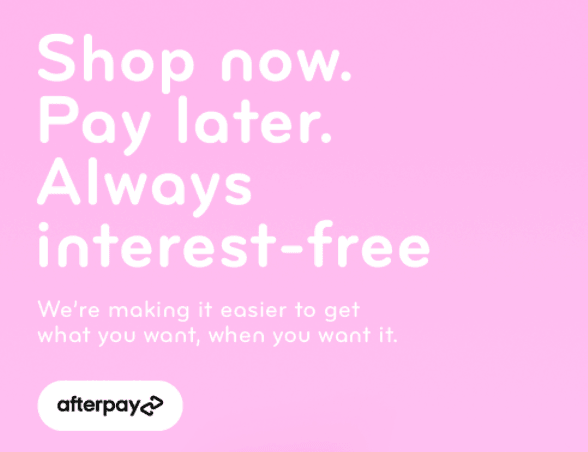 Shop now.
Pay later.
Always
interest-free
We're making it easier to get
what you want, when you want it.
afterpay